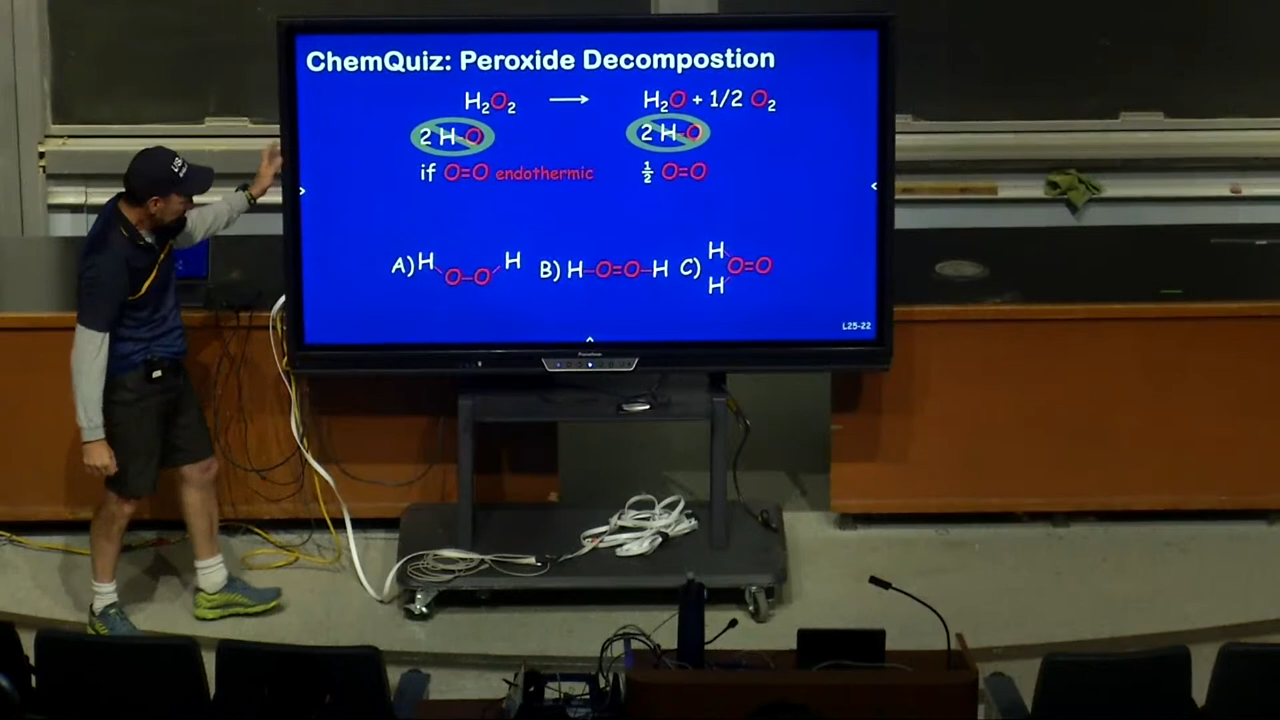 ChemQuiz: Peroxide Decompostion
H₂O₂ → H₂O + 1/2 O₂
2 H-O 2 H-O
if O=O endothermic ½ O=O
A) H O-O H B) H-O=O-H C) H H O=O
L25-22